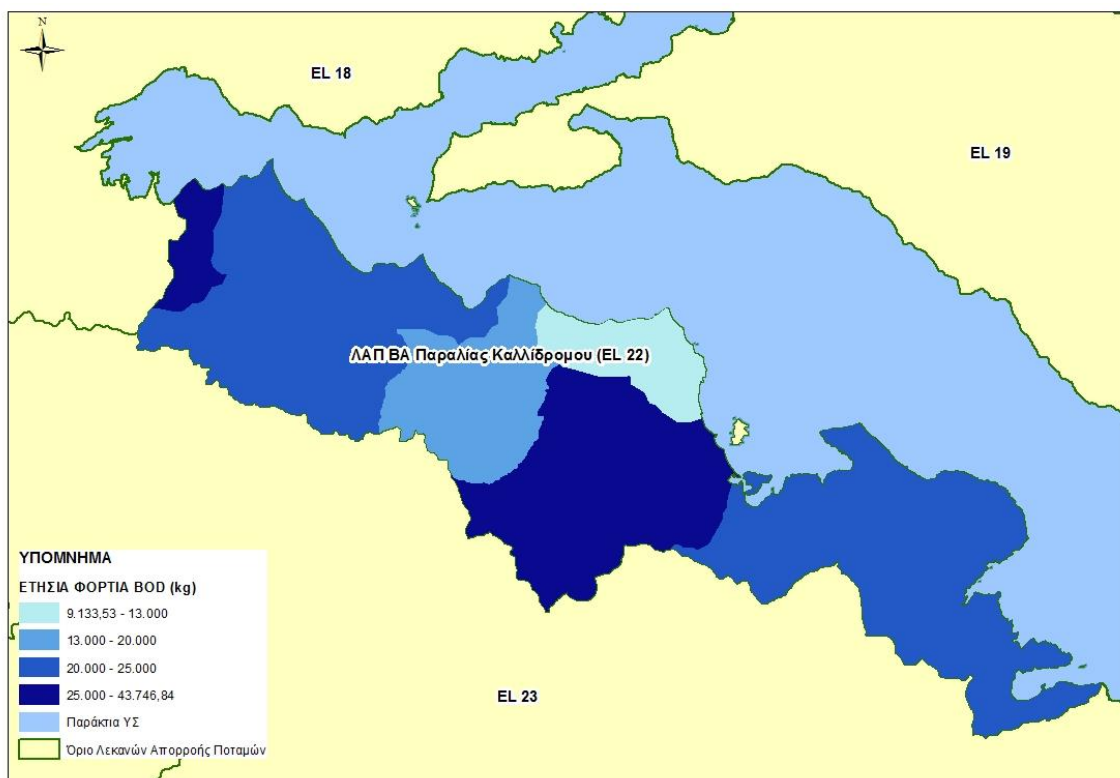 N
EL 18
EL 19
ΛΑΠ ΒΑ Παραλίας Καλλίδρομου (EL 22)
EL 23
ΥΠΟΜΝΗΜΑ
ΕΤΗΣΙΑ ΦΟΡΤΙΑ BOD (kg)
9.133,53 - 13.000
13.000 - 20.000
20.000 - 25.000
25.000 - 43.746,84
Παράκτια ΥΣ
Όριο Λεκανών Απορροής Ποταμών